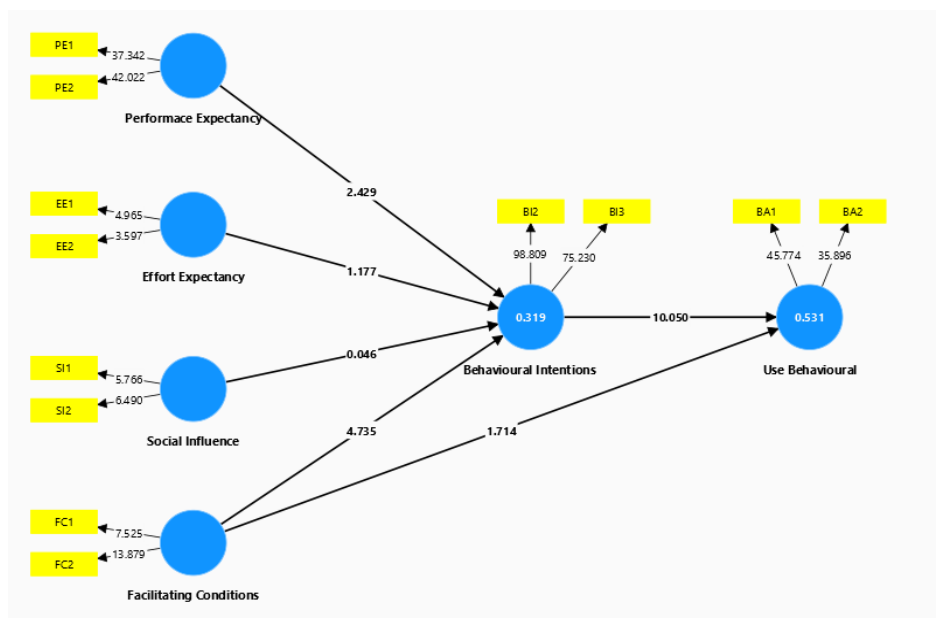 PE1
37.342
42.022
PE2
Performace Expectancy
2.429
EE1
4.965
3.597
EE2
Effort Expectancy
1.177
BI2
BI3
BA1
BA2
98.809
75.230
45.774
35.896
0.319
10.050
0.531
Behavioural Intentions
Use Behavioural
SI1
5.766
6.490
SI2
Social Influence
0.046
4.735
1.714
FC1
7.525
13.879
FC2
Facilitating Conditions